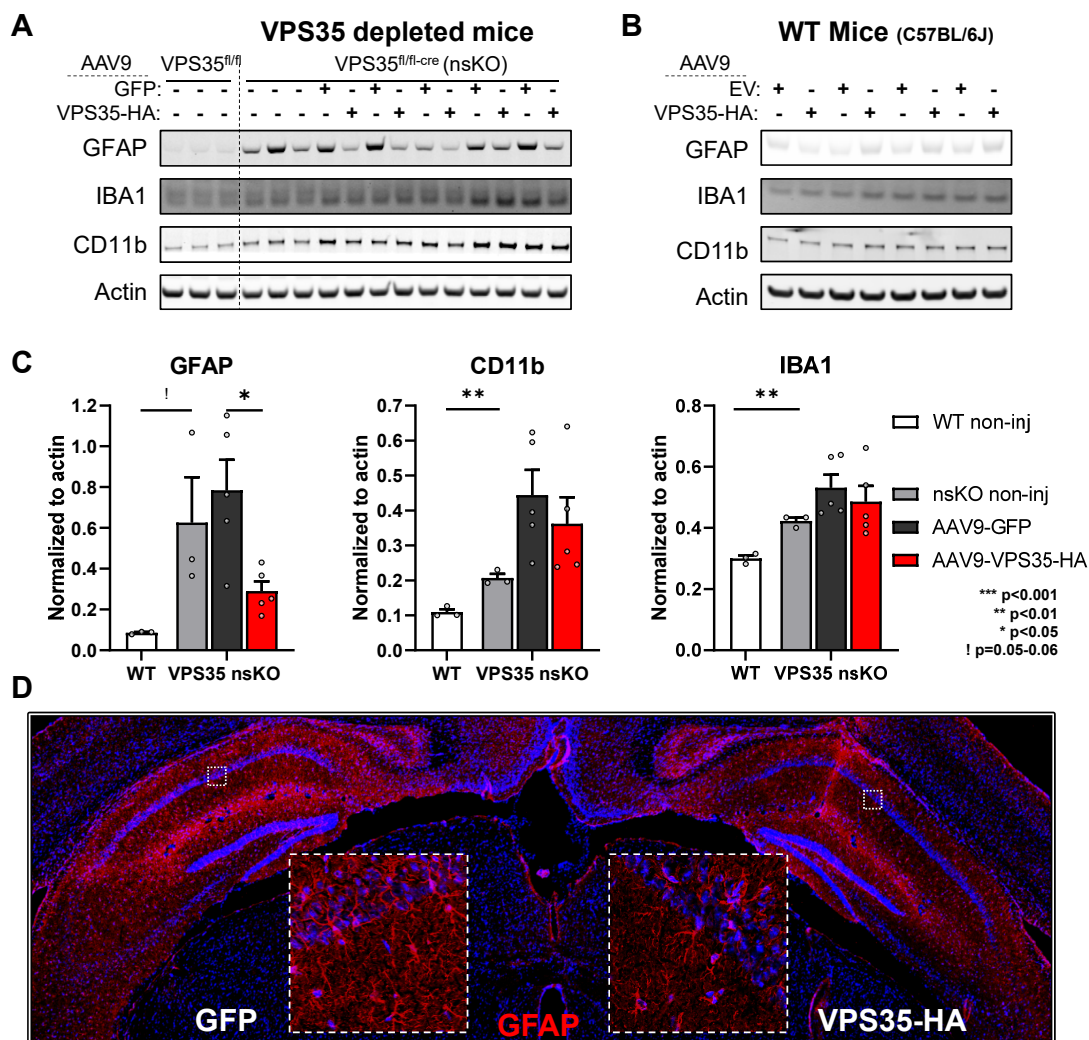 A VPS35 depleted mice
AAV9 VPS35fl/fl VPS35fl/fl-cre (nsKO)
GFP: - - - - - - + - + - + - + - + -
VPS35-HA: - - - - - - - + - + - + - + - +
GFAP
IBA1
CD11b
Actin
B WT Mice (C57BL/6J)
AAV9
EV: + - + - + - + -
VPS35-HA: - + - + - + - +
GFAP
IBA1
CD11b
Actin
C
GFAP
Normalized to actin
1.2
1.0
0.8
0.6
0.4
0.2
0.0
! *
WT VPS35 nsKO
CD11b
Normalized to actin
0.7
0.6
0.5
0.4
0.3
0.2
0.1
0.0
**
WT VPS35 nsKO
IBA1
Normalized to actin
0.8
0.6
0.4
0.2
0.0
**
WT VPS35 nsKO
WT non-inj
nsKO non-inj
AAV9-GFP
AAV9-VPS35-HA
*** p<0.001
** p<0.01
* p<0.05
! p=0.05-0.06
D
GFP GFAP VPS35-HA